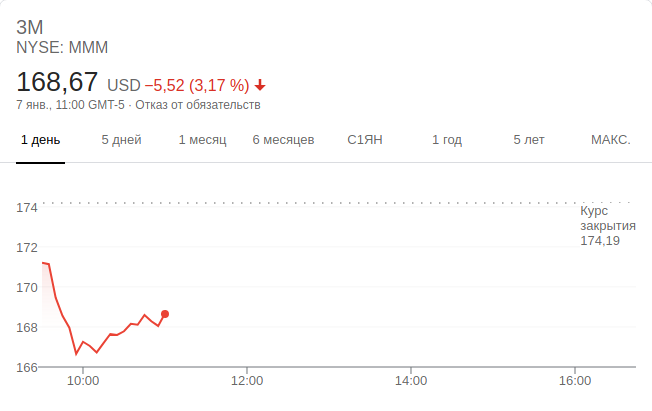 3M
NYSE: MMM
168,67 USD −5,52 (3,17 %)
7 янв., 11:00 GMT-5 · Отказ от обязательств
1 день 5 дней 1 месяц 6 месяцев С1ЯН 1 год 5 лет МАКС.
174
Курс
закрытия
174,19
172
170
168
166
10:00 12:00 14:00 16:00